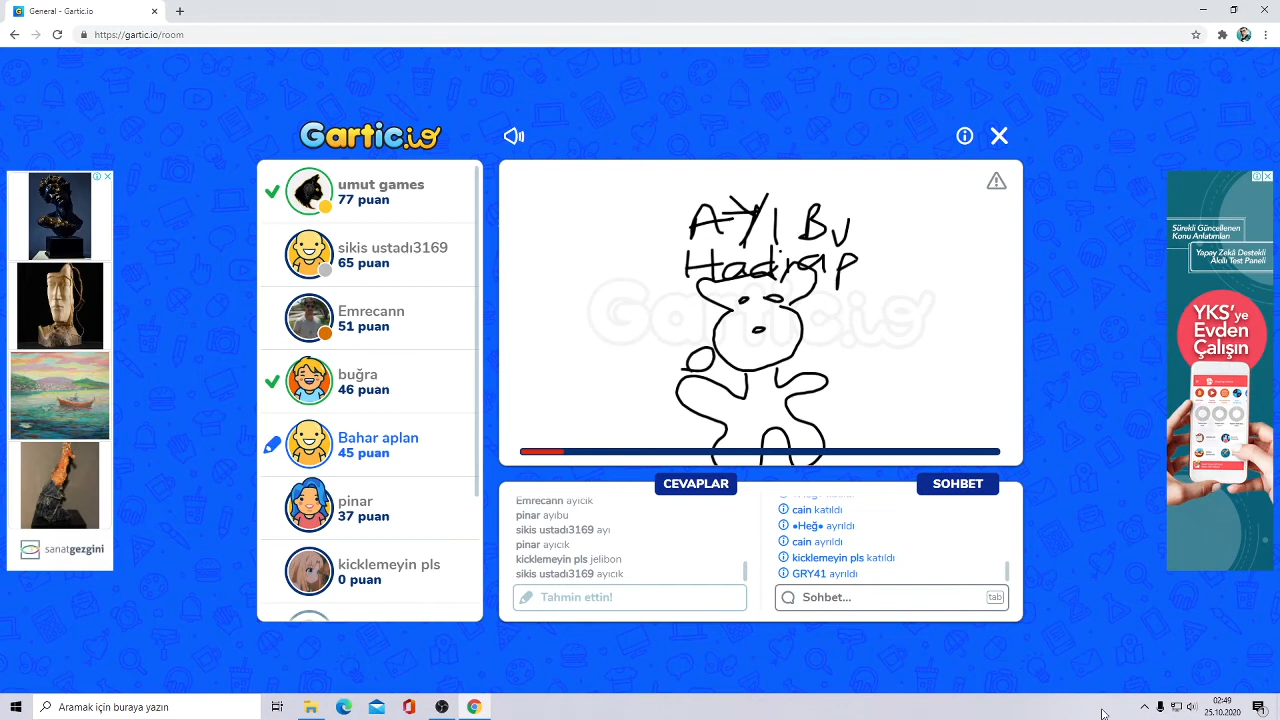 General - Gartic.io
https://gartic.io/room
Gartic.io
umut games
77 puan
sikis ustadı3169
65 puan
Emrecann
51 puan
buğra
46 puan
Bahar aplan
45 puan
pinar
37 puan
kicklemeyin pls
0 puan
AYI Bu
Gartic.io
CEVAPLAR
Emrecann ayıcık
pinar ayıbu
sikis ustadı3169 ayı
pinar ayıcık
kicklemeyin pls jelibon
sikis ustadı3169 ayıcık
Tahmin ettin!
SOHBET
cain katıldı
●Heğ● ayrıldı
cain ayrıldı
kicklemeyin pls katıldı
GRY41 ayrıldı
Sohbet...
tab
sanatgezgini
Sürekli Güncellenen
Konu Anlatımları
Yapay Zekâ Destekli
Akıllı Test Paneli
YKS'ye
Evden
Çalışın
Aramak için buraya yazın
02:49
25.10.2020
1